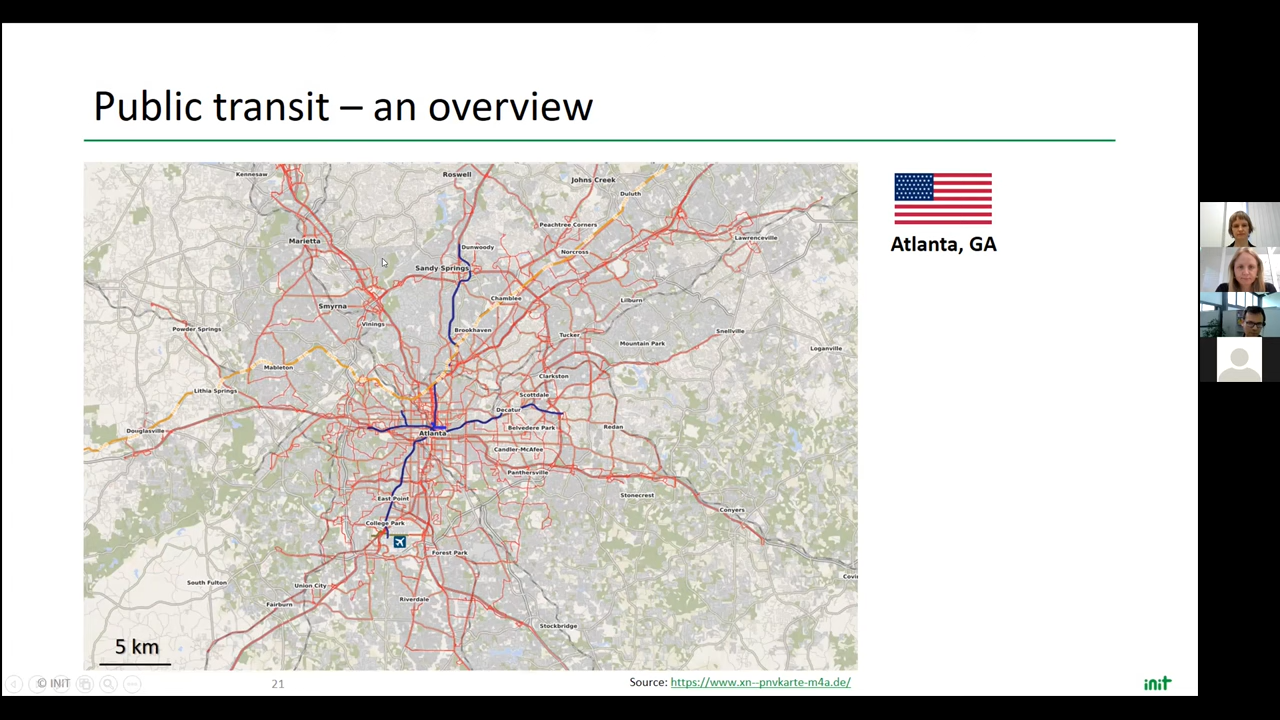 Public transit – an overview
Kennesaw
Roswell
Johns Creek
Duluth
Peachtree Corners
Marietta
Dunwoody
Norcross
Lawrenceville
Sandy Springs
Smyrna
Chamblee
Lilburn
Powder Springs
Vinings
Brookhaven
Tucker
Snellville
Mountain Park
Loganville
Mableton
Clarkston
Lithia Springs
Scottdale
Decatur
Douglasville
Atlanta
Belvedere Park
Redan
Candler-McAfee
Panthersville
East Point
Stonecrest
Conyers
College Park
Forest Park
South Fulton
Union City
Covin
Fairburn
Riverdale
Stockbridge
5 km
Atlanta, GA
© INIT
21
Source: https://www.xn--pnvkarte-m4a.de/
init